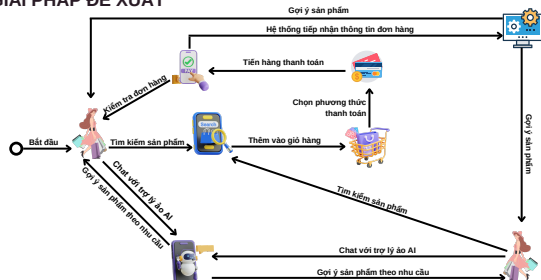 GIẢI PHÁP ĐỀ XUẤT
Gợi ý sản phẩm
Hệ thống tiếp nhận thông tin đơn hàng
Tiến hàng thanh toán
Kiểm tra đơn hàng
Chọn phương thức
thanh toán
Search
Bắt đầu
Tìm kiếm sản phẩm
Thêm vào giỏ hàng
Gợi ý sản phẩm
Chat với trợ lý ảo AI
Gợi ý sản phẩm theo nhu cầu
Tìm kiếm sản phẩm
Chat với trợ lý ảo AI
Gợi ý sản phẩm theo nhu cầu